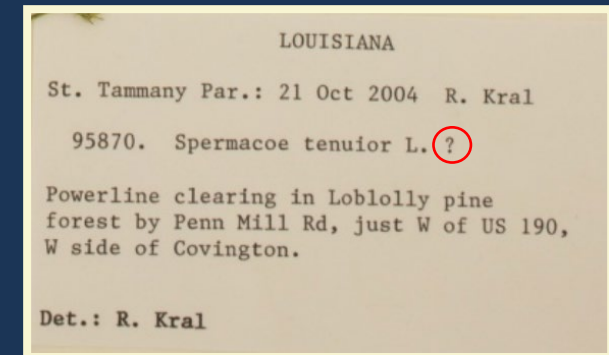 LOUISIANA
St. Tammany Par.: 21 Oct 2004 R. Kral
95870. Spermacoe tenuior L. ?
Powerline clearing in Loblolly pine
forest by Penn Mill Rd, just W of US 190,
W side of Covington.
Det.: R. Kral